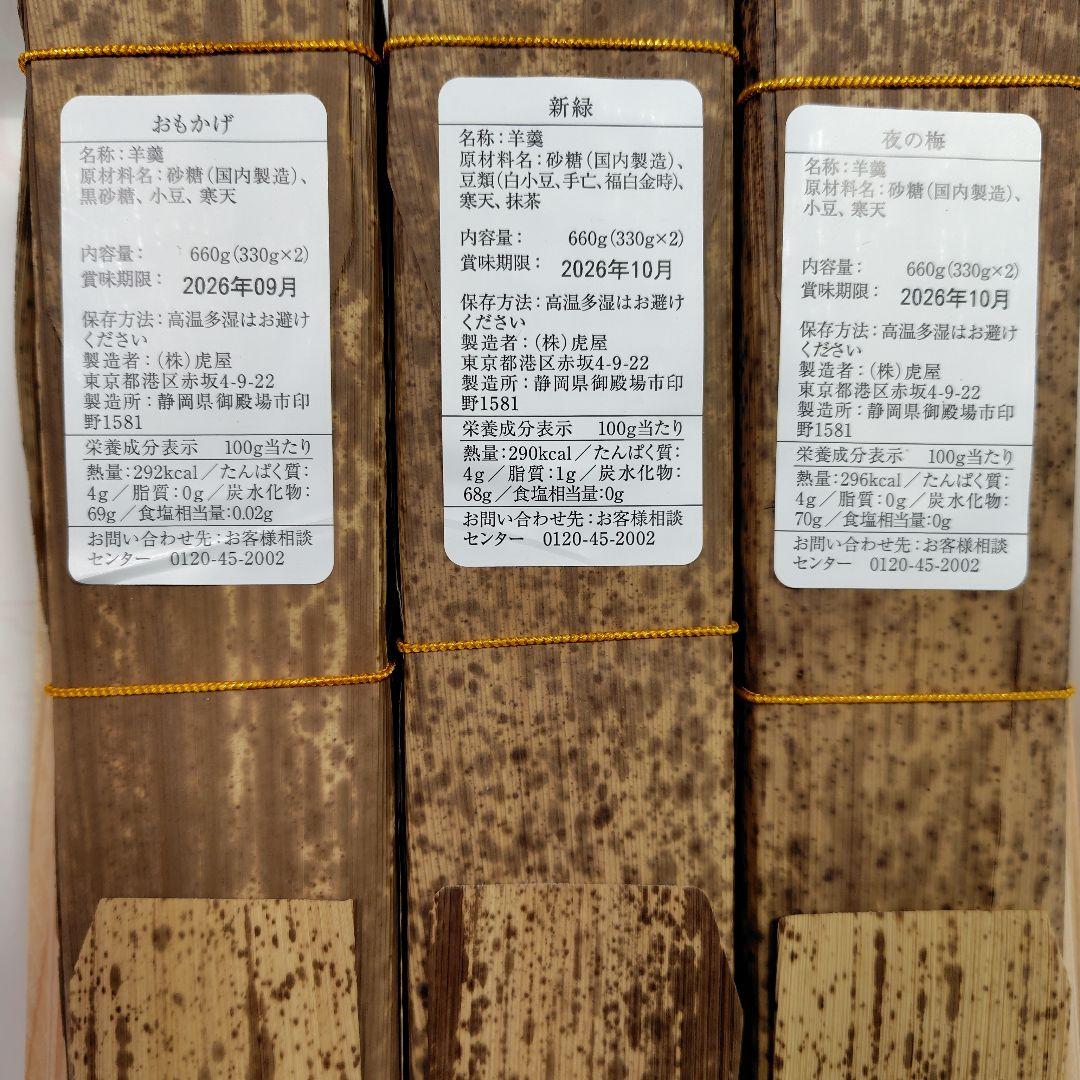 おもかげ
名称：羊羹
原材料名：砂糖（国内製造）、
黒砂糖、小豆、寒天
内容量： 660g（330g×2）
賞味期限： 2026年09月
保存方法：高温多湿はお避け
ください
製造者：（株）虎屋
東京都港区赤坂4-9-22
製造所：静岡県御殿場市印
野1581
栄養成分表示 100g当たり
熱量：292kcal／たんぱく質：
4g／脂質：0g／炭水化物：
69g／食塩相当量：0.02g
お問い合わせ先：お客様相談
センター 0120-45-2002
新緑
名称：羊羹
原材料名：砂糖（国内製造）、
豆類（白小豆、手亡、福白金時）、
寒天、抹茶
内容量： 660g（330g×2）
賞味期限： 2026年10月
保存方法：高温多湿はお避け
ください
製造者：（株）虎屋
東京都港区赤坂4-9-22
製造所：静岡県御殿場市印
野1581
栄養成分表示 100g当たり
熱量：290kcal／たんぱく質：
4g／脂質：1g／炭水化物：
68g／食塩相当量：0g
お問い合わせ先：お客様相談
センター 0120-45-2002
夜の梅
名称：羊羹
原材料名：砂糖（国内製造）、
小豆、寒天
内容量： 660g（330g×2）
賞味期限： 2026年10月
保存方法：高温多湿はお避け
ください
製造者：（株）虎屋
東京都港区赤坂4-9-22
製造所：静岡県御殿場市印
野1581
栄養成分表示 100g当たり
熱量：296kcal／たんぱく質：
4g／脂質：0g／炭水化物：
70g／食塩相当量：0g
お問い合わせ先：お客様相談
センター 0120-45-2002